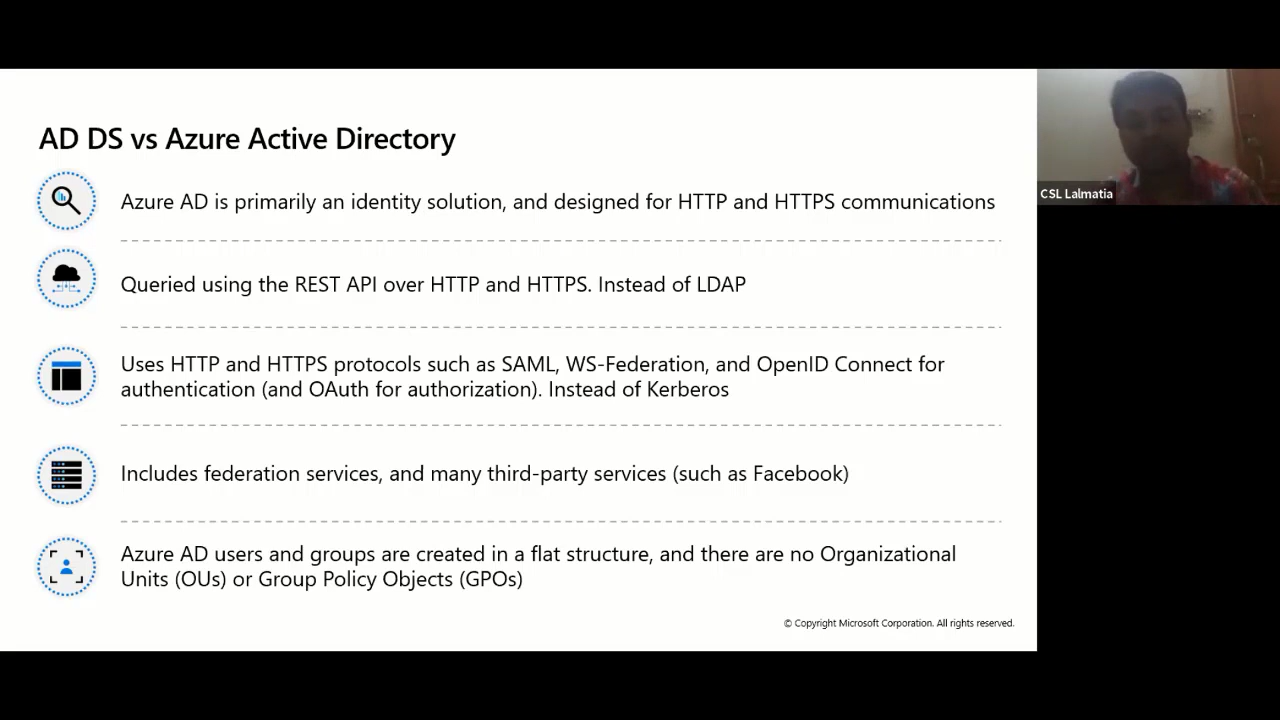 AD DS vs Azure Active Directory
Azure AD is primarily an identity solution, and designed for HTTP and HTTPS communications
Queried using the REST API over HTTP and HTTPS. Instead of LDAP
Uses HTTP and HTTPS protocols such as SAML, WS-Federation, and OpenID Connect for
authentication (and OAuth for authorization). Instead of Kerberos
Includes federation services, and many third-party services (such as Facebook)
Azure AD users and groups are created in a flat structure, and there are no Organizational
Units (OUs) or Group Policy Objects (GPOs)
© Copyright Microsoft Corporation. All rights reserved.
CSL Lalmatia